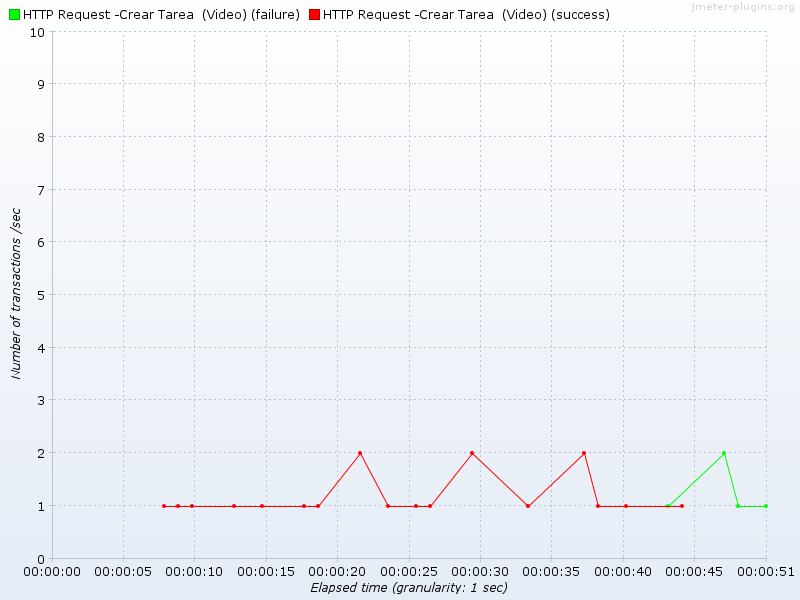 jmeter-plugins.org
HTTP Request -Crear Tarea  (Video) (failure) HTTP Request -Crear Tarea  (Video) (success)
10
9
8
7
6
5
4
3
2
1
0
Number of transactions /sec
00:00:00 00:00:05 00:00:10 00:00:15 00:00:20 00:00:25 00:00:30 00:00:35 00:00:40 00:00:45 00:00:51
Elapsed time (granularity: 1 sec)